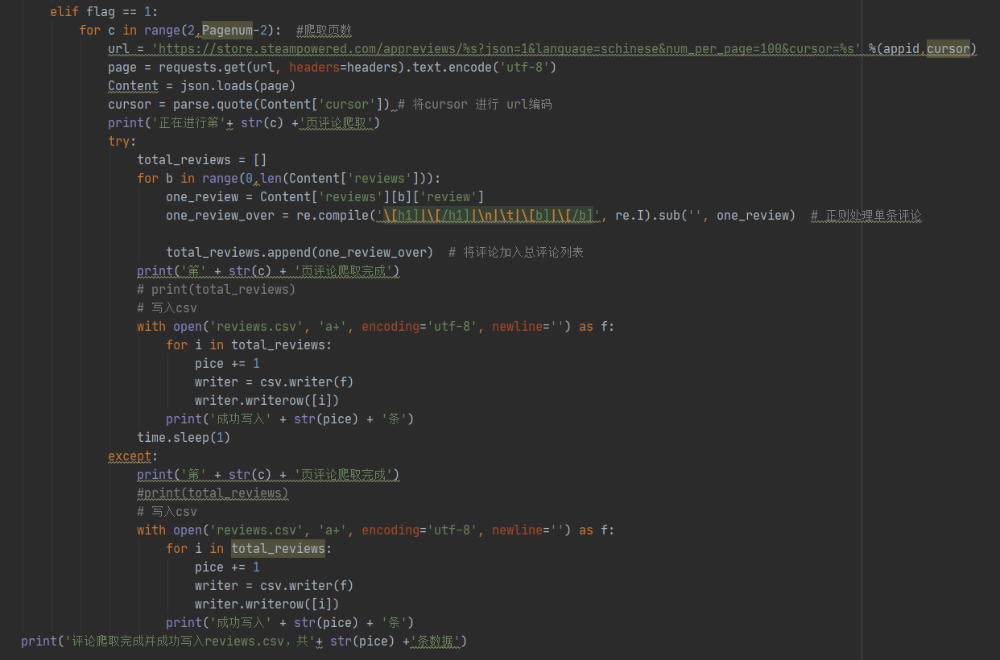 elif flag == 1:
for c in range(2,Pagenum-2):  #爬取页数
url = 'https://store.steampowered.com/appreviews/%s?json=1&language=schinese&num_per_page=100&cursor=%s' %(appid,cursor)
page = requests.get(url, headers=headers).text.encode('utf-8')
Content = json.loads(page)
cursor = parse.quote(Content['cursor']) # 将cursor 进行 url编码
print('正在进行第'+ str(c) +'页评论爬取')
try:
total_reviews = []
for b in range(0,len(Content['reviews'])):
one_review = Content['reviews'][b]['review']
one_review_over = re.compile('\[h1]|\[/h1]|\n|\t|\[b]|\[/b]', re.I).sub('', one_review)  # 正则处理单条评论
total_reviews.append(one_review_over)  # 将评论加入总评论列表
print('第' + str(c) + '页评论爬取完成')
# print(total_reviews)
# 写入csv
with open('reviews.csv', 'a+', encoding='utf-8', newline='') as f:
for i in total_reviews:
pice += 1
writer = csv.writer(f)
writer.writerow([i])
print('成功写入' + str(pice) + '条')
time.sleep(1)
except:
print('第' + str(c) + '页评论爬取完成')
#print(total_reviews)
# 写入csv
with open('reviews.csv', 'a+', encoding='utf-8', newline='') as f:
for i in total_reviews:
pice += 1
writer = csv.writer(f)
writer.writerow([i])
print('成功写入' + str(pice) + '条')
print('评论爬取完成并成功写入reviews.csv，共'+ str(pice) +'条数据')